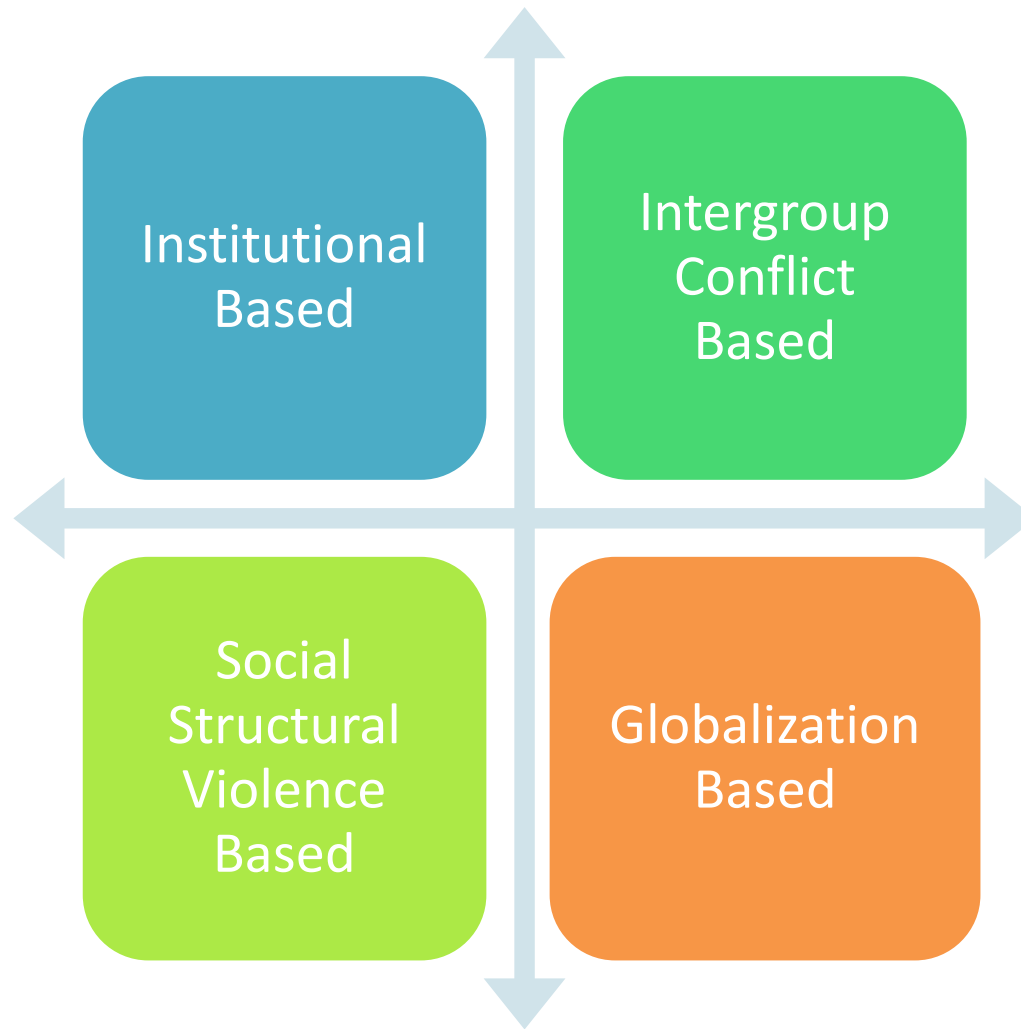 Institutional
Based
Intergroup
Conflict
Based
Social
Structural
Violence
Based
Globalization
Based